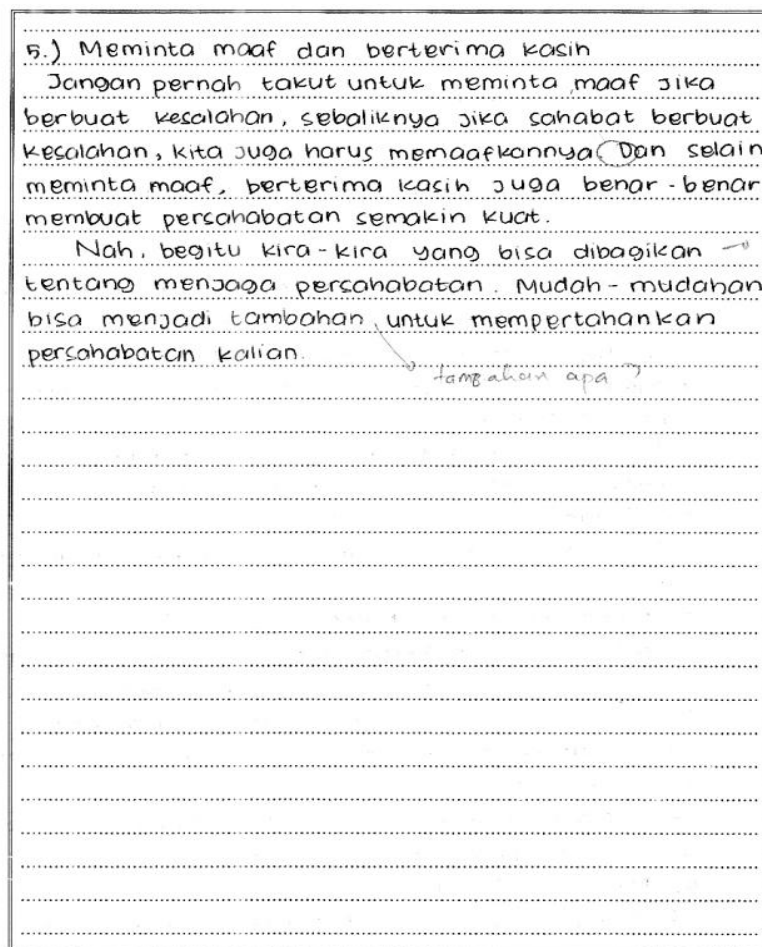 5.) Meminta maaf dan berterima kasih
Jangan pernah takut untuk meminta maaf jika
berbuat kesalahan, sebaliknya jika sahabat berbuat
kesalahan, kita juga harus memaafkannya Dan selain
meminta maaf, berterima kasih juga benar-benar
membuat persahabatan semakin kuat.
Nah, begitu kira-kira yang bisa dibagikan
tentang menjaga persahabatan. Mudah-mudahan
bisa menjadi tambahan untuk mempertahankan
persahabatan kalian.
tambahan apa ?